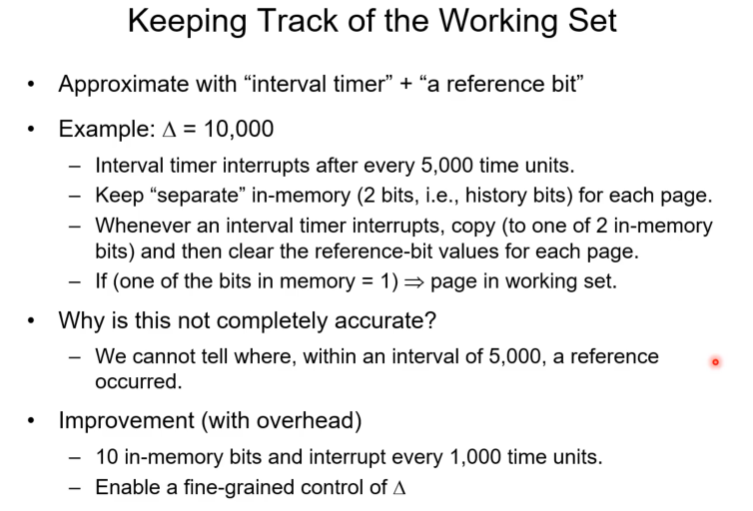 Keeping Track of the Working Set
• Approximate with “interval timer” + “a reference bit”
• Example: Δ = 10,000
– Interval timer interrupts after every 5,000 time units.
– Keep “separate” in-memory (2 bits, i.e., history bits) for each page.
– Whenever an interval timer interrupts, copy (to one of 2 in-memory
bits) and then clear the reference-bit values for each page.
– If (one of the bits in memory = 1) ⇒ page in working set.
• Why is this not completely accurate?
– We cannot tell where, within an interval of 5,000, a reference
occurred.
• Improvement (with overhead)
– 10 in-memory bits and interrupt every 1,000 time units.
– Enable a fine-grained control of Δ